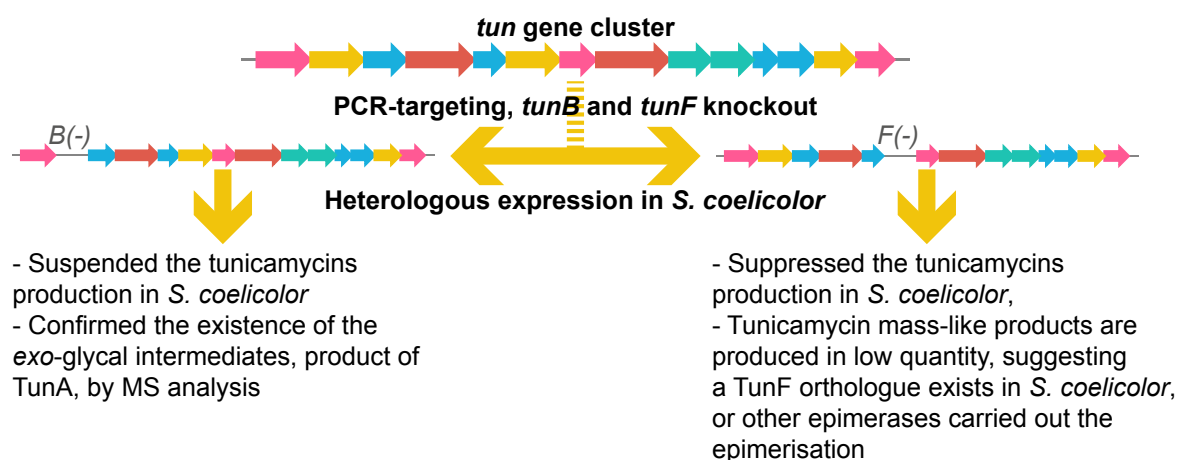 tun gene cluster
PCR-targeting, tunB and tunF knockout
B(-)
F(-)
Heterologous expression in S. coelicolor
- Suspended the tunicamycins
production in S. coelicolor
- Confirmed the existence of the
exo-glycal intermediates, product of
TunA, by MS analysis
- Suppressed the tunicamycins
production in S. coelicolor,
- Tunicamycin mass-like products are
produced in low quantity, suggesting
a TunF orthologue exists in S. coelicolor,
or other epimerases carried out the
epimerisation